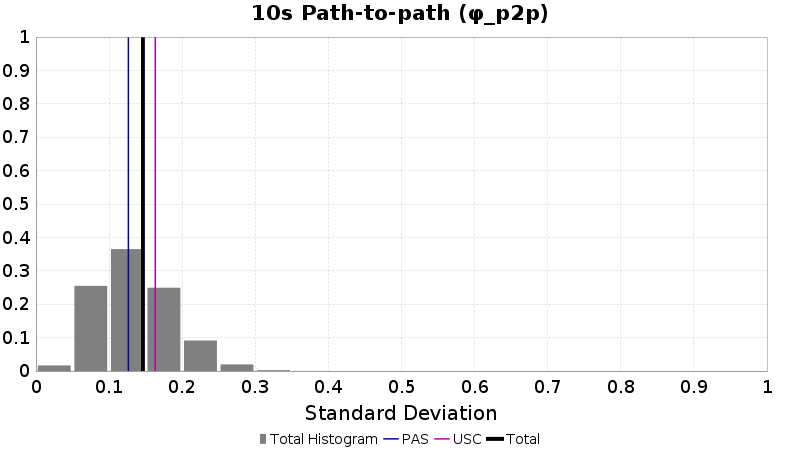 10s Path-to-path (φ_p2p)
1
0.9
0.8
0.7
0.6
0.5
0.4
0.3
0.2
0.1
0
0 0.1 0.2 0.3 0.4 0.5 0.6 0.7 0.8 0.9 1
Standard Deviation
Total Histogram PAS USC Total